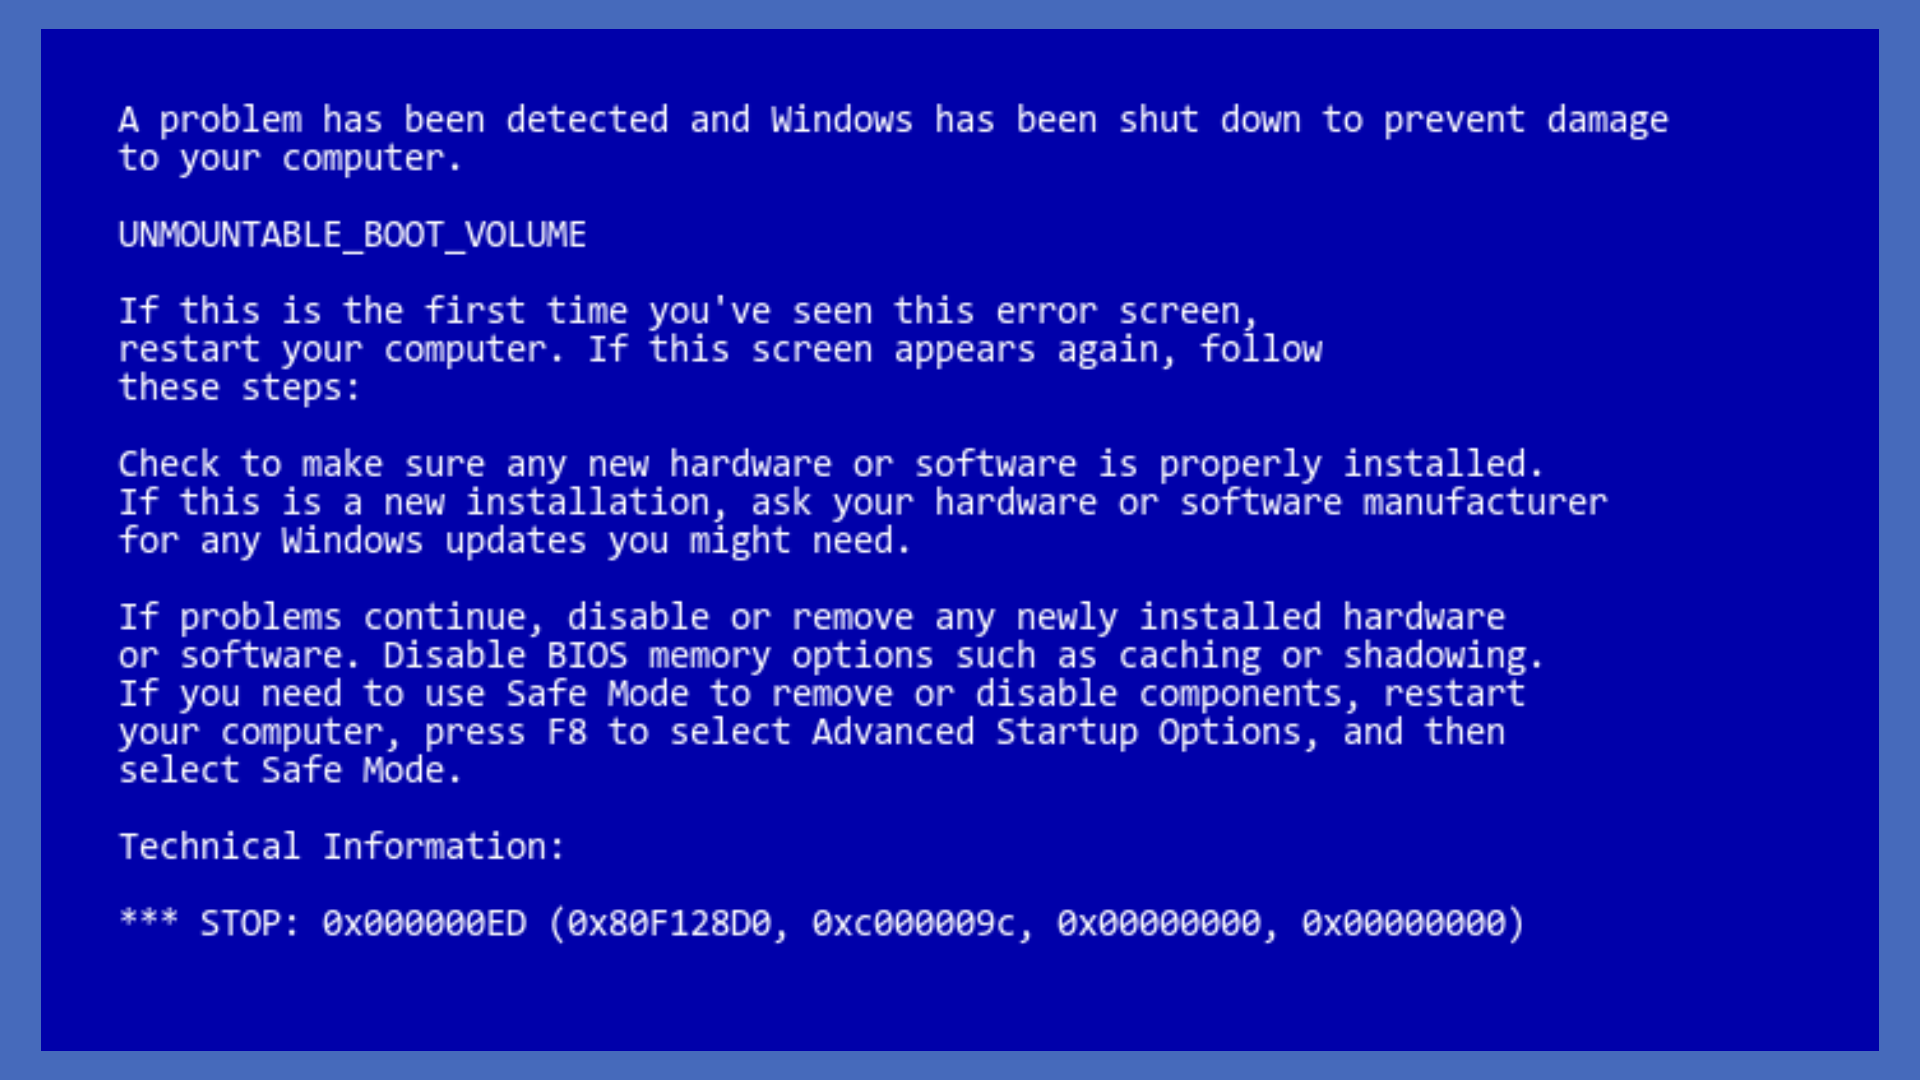 A problem has been detected and Windows has been shut down to prevent damage
to your computer.
UNMOUNTABLE_BOOT_VOLUME
If this is the first time you've seen this error screen,
restart your computer. If this screen appears again, follow
these steps:
Check to make sure any new hardware or software is properly installed.
If this is a new installation, ask your hardware or software manufacturer
for any Windows updates you might need.
If problems continue, disable or remove any newly installed hardware
or software. Disable BIOS memory options such as caching or shadowing.
If you need to use Safe Mode to remove or disable components, restart
your computer, press F8 to select Advanced Startup Options, and then
select Safe Mode.
Technical Information:
*** STOP: 0x000000ED (0x80F128D0, 0xc000009c, 0x00000000, 0x00000000)